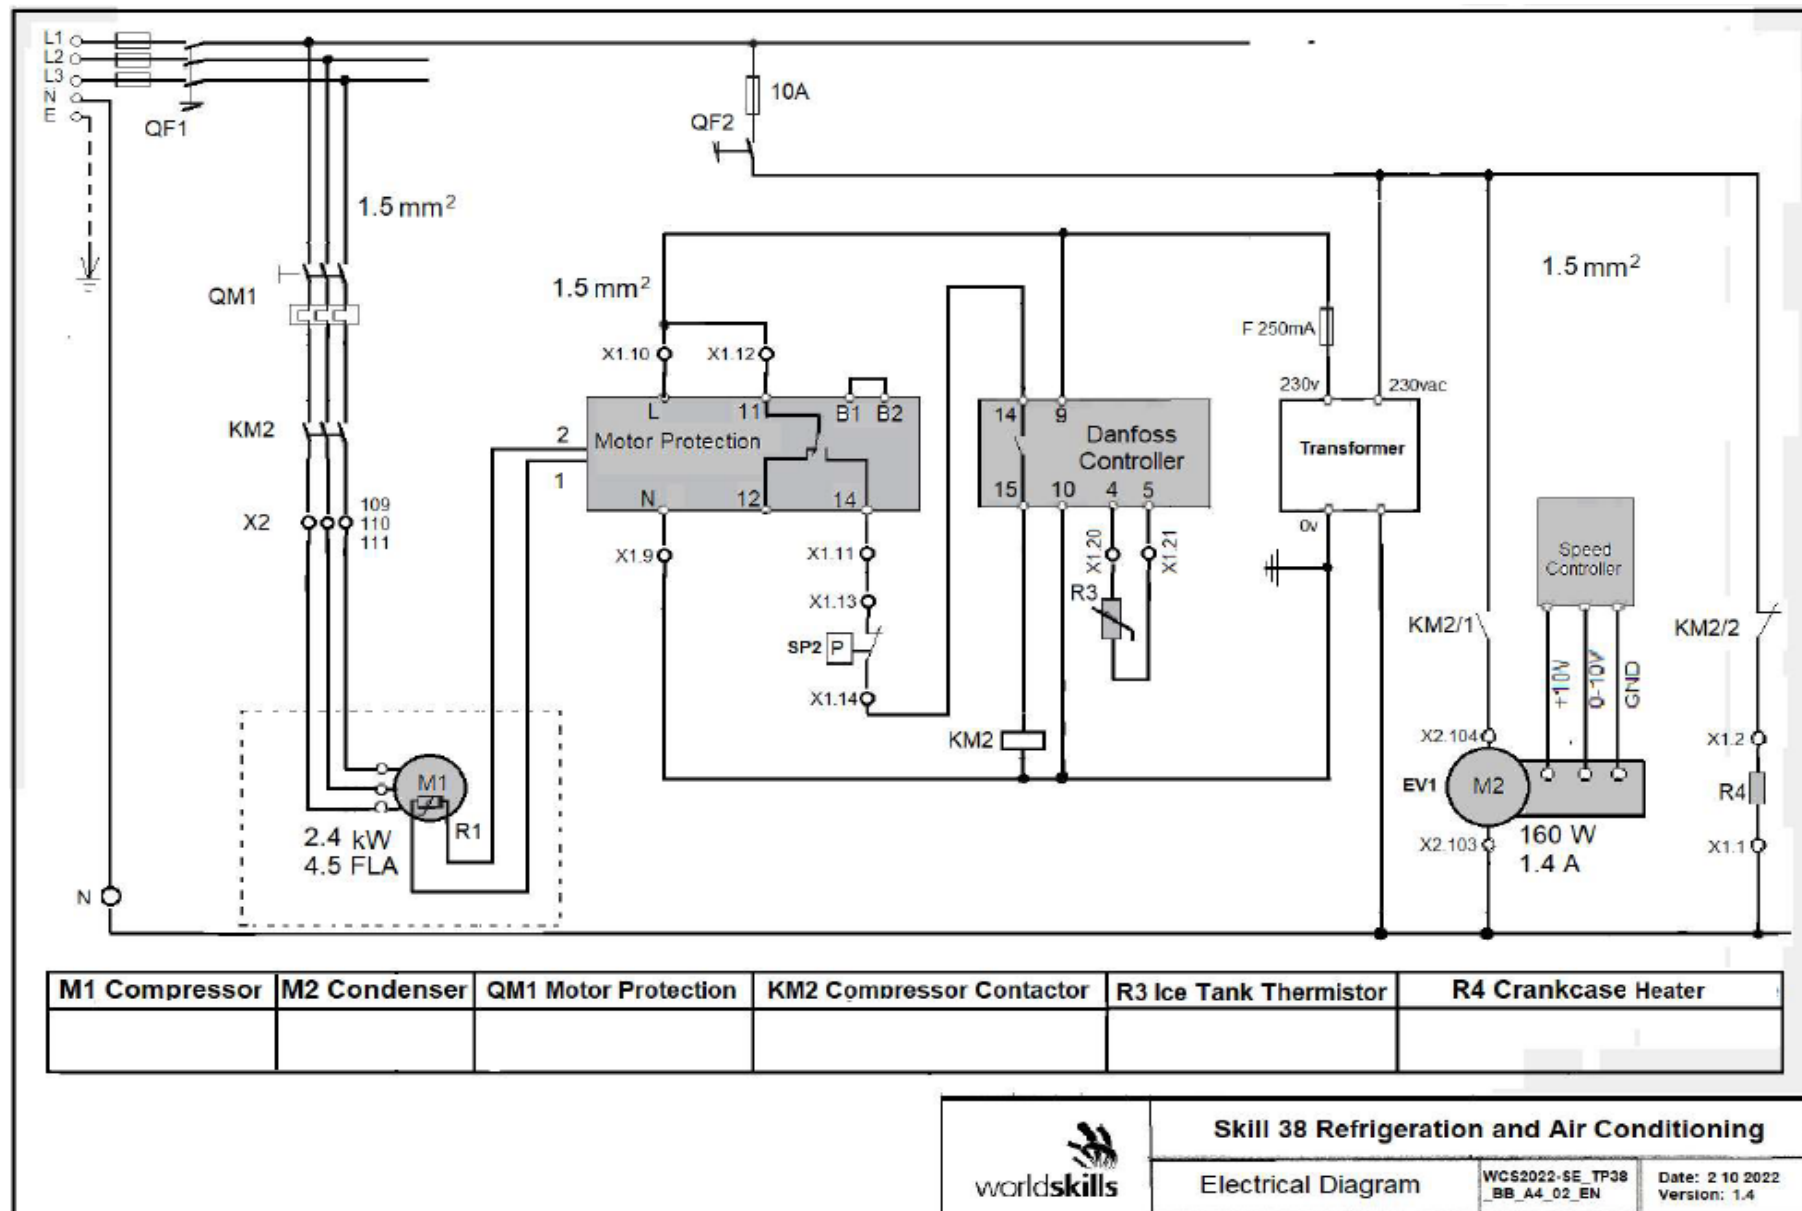 L1
L2
L3
N
E
QF1
10A
QF2
1.5 mm²
QM1
1.5 mm²
1.5 mm²
F 250mA
X1.10
X1.12
230v
230vac
KM2
2
1
L
11
B1
B2
Motor Protection
N
12
14
14
9
Danfoss
Controller
15
10
4
5
Transformer
0v
X2
109
110
111
X1.9
X1.11
X1.13
SP2
P
X1.14
X1.20
X1.21
R3
KM2
Speed
Controller
KM2/1
+10V
0-10V
GND
KM2/2
X2.104
EV1
M2
X2.103
160 W
1.4 A
X1.2
R4
X1.1
M1
R1
2.4 kW
4.5 FLA
N
M1 Compressor
M2 Condenser
QM1 Motor Protection
KM2 Compressor Contactor
R3 Ice Tank Thermistor
R4 Crankcase Heater
worldskills
Skill 38 Refrigeration and Air Conditioning
Electrical Diagram
WCS2022-SE_TP38
_BB_A4_02_EN
Date: 2 10 2022
Version: 1.4